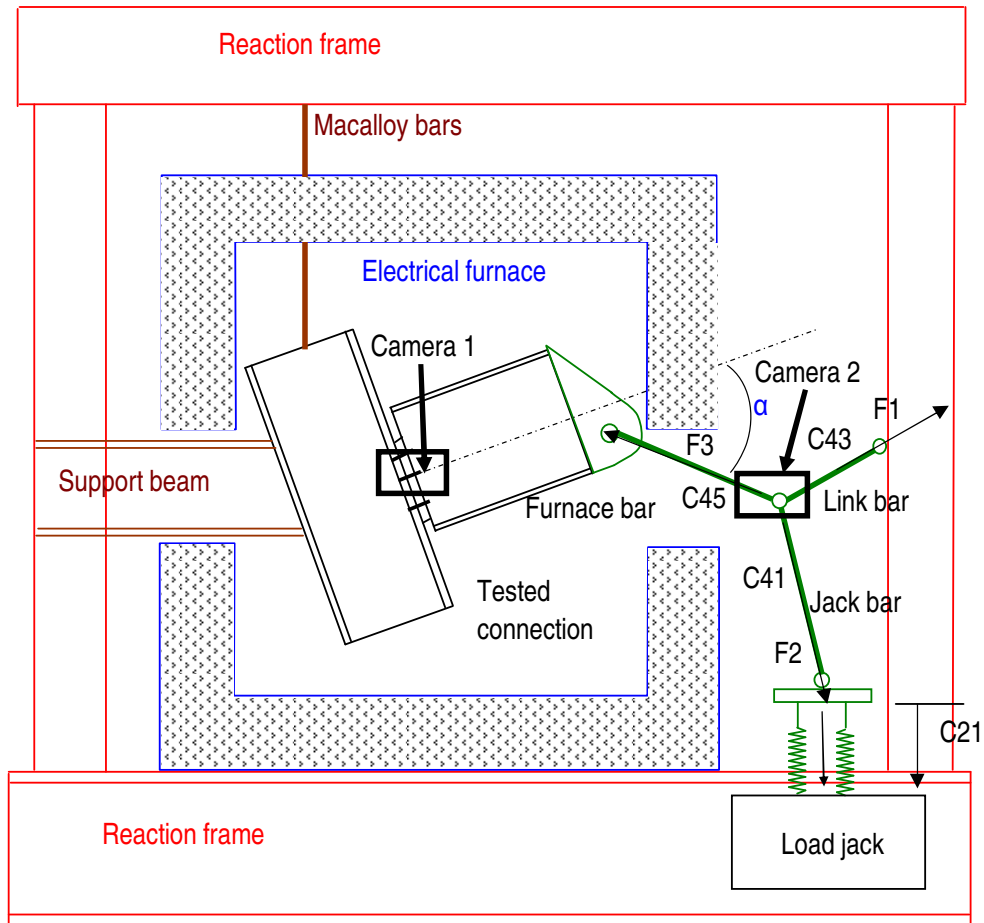 Reaction frame
Macalloy bars
Electrical furnace
Camera 1
Camera 2
α
F1
F3
C43
Support beam
C45
Furnace bar
Link bar
C41
Tested
connection
Jack bar
F2
C21
Reaction frame
Load jack